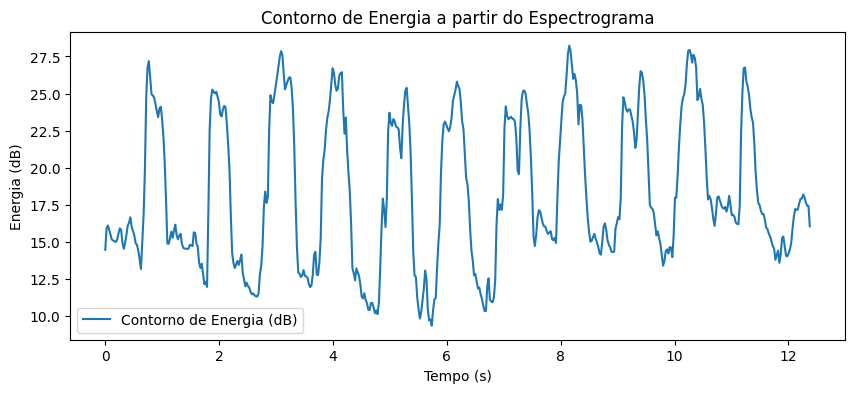 Contorno de Energia a partir do Espectrograma
Energia (dB)
27.5
25.0
22.5
20.0
17.5
15.0
12.5
10.0
Contorno de Energia (dB)
0 2 4 6 8 10 12
Tempo (s)